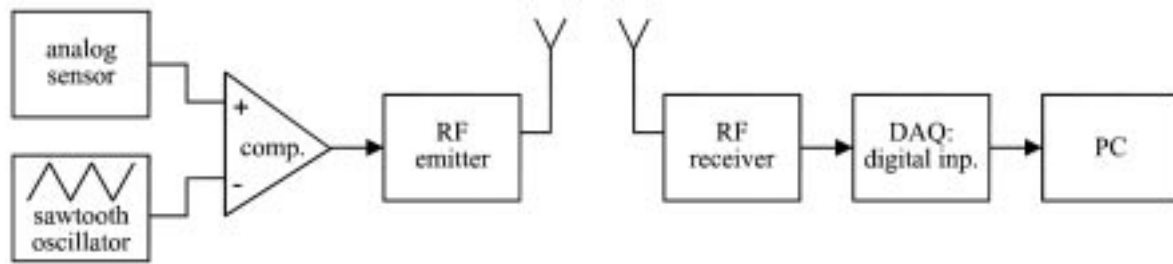 analog
sensor
+
comp.
-
sawtooth
oscillator
RF
emitter
RF
receiver
DAQ:
digital inp.
PC